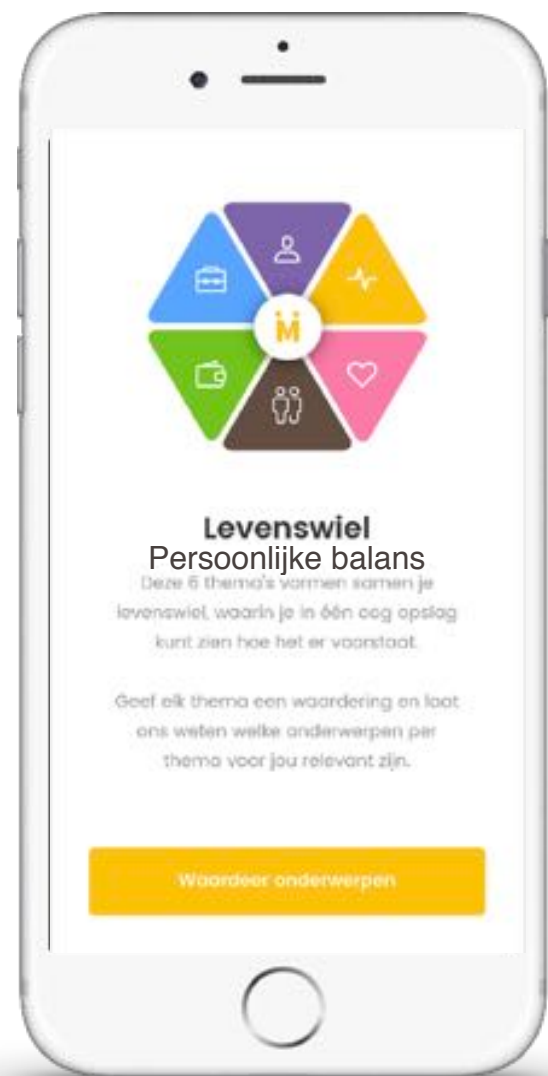 M
Levenswiel
Persoonlijke balans
Deze 6 thema's vormen samen je
levenswiel, waarin je in één oog opslag
kunt zien hoe het er voorstaat.
Geef elk thema een waardering en laat
ons weten welke onderwerpen per
thema voor jou relevant zijn.
Waardeer onderwerpen